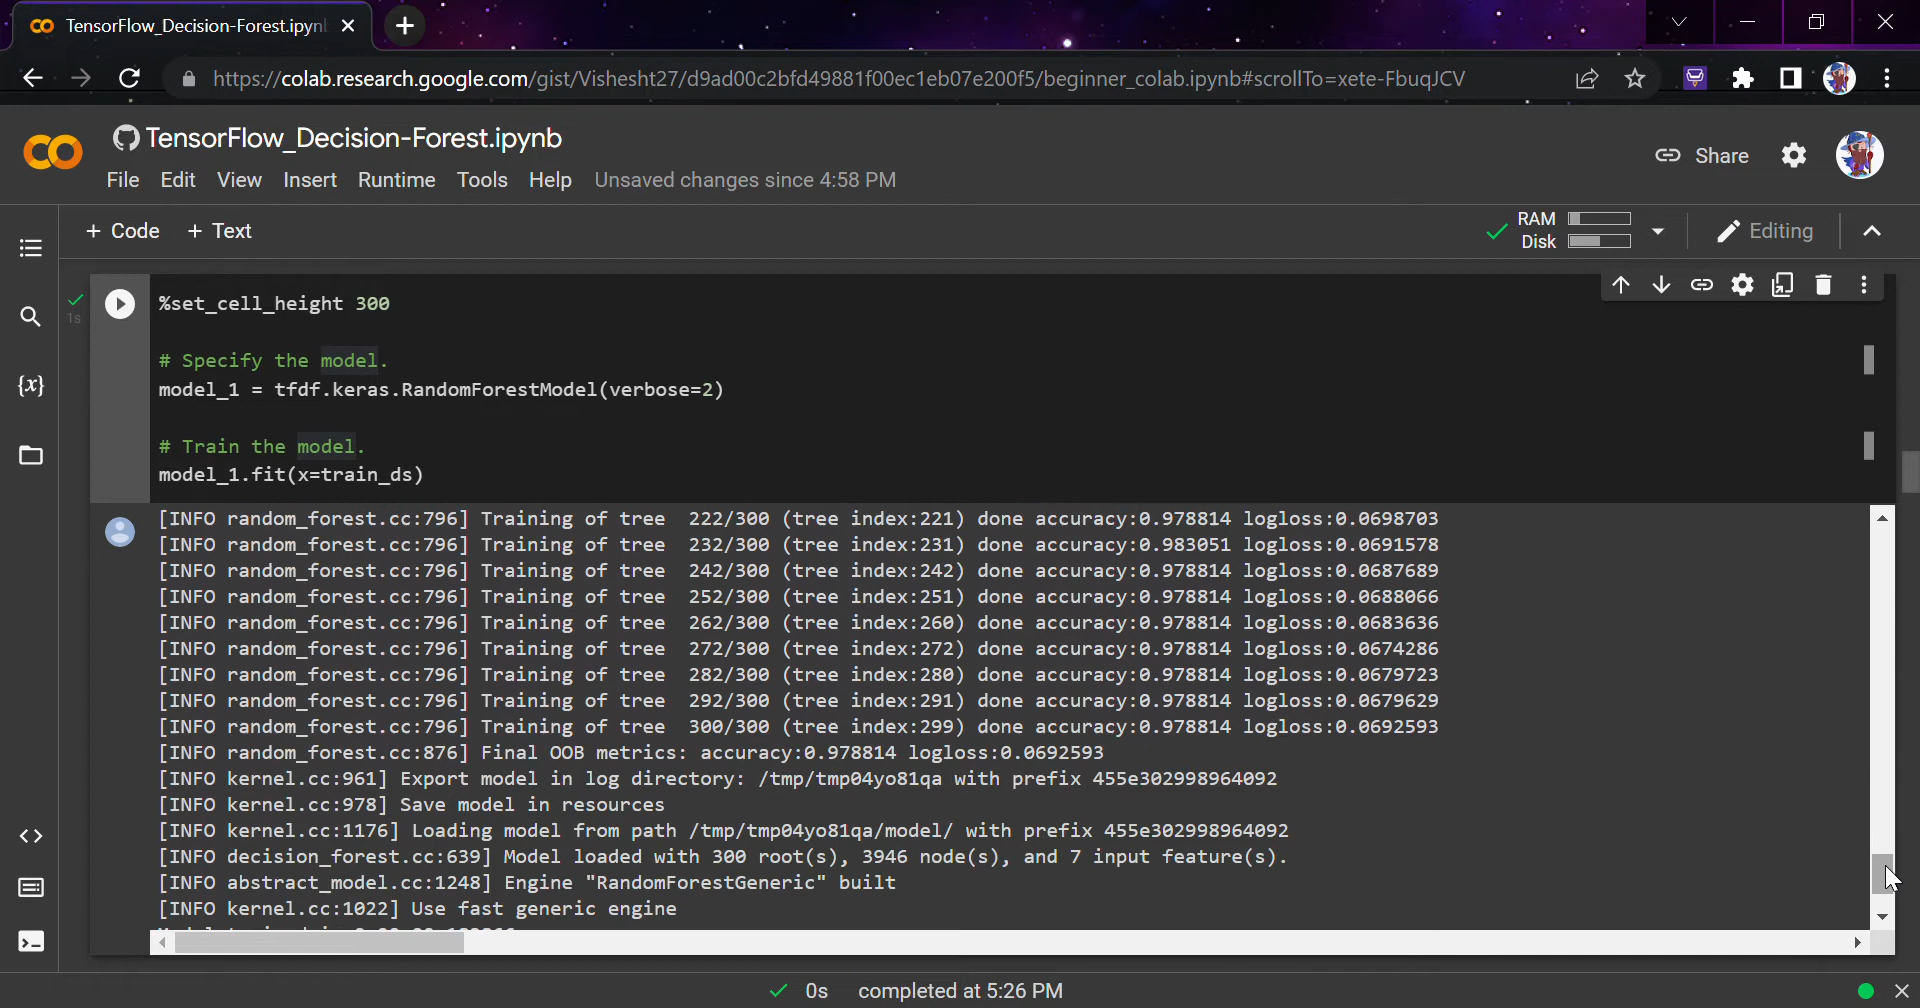 TensorFlow_Decision-Forest.ipynb
https://colab.research.google.com/gist/Vishesht27/d9ad00c2bfd49881f00ec1eb07e200f5/beginner_colab.ipynb#scrollTo=xete-FbuqJCV
TensorFlow_Decision-Forest.ipynb
Share
File Edit View Insert Runtime Tools Help Unsaved changes since 4:58 PM
+ Code + Text
RAM
Disk
Editing
1s
%set_cell_height 300
# Specify the model.
model_1 = tfdf.keras.RandomForestModel(verbose=2)
# Train the model.
model_1.fit(x=train_ds)
{x}
[INFO random_forest.cc:796] Training of tree  222/300 (tree index:221) done accuracy:0.978814 logloss:0.0698703
[INFO random_forest.cc:796] Training of tree  232/300 (tree index:231) done accuracy:0.983051 logloss:0.0691578
[INFO random_forest.cc:796] Training of tree  242/300 (tree index:242) done accuracy:0.978814 logloss:0.0687689
[INFO random_forest.cc:796] Training of tree  252/300 (tree index:251) done accuracy:0.978814 logloss:0.0688066
[INFO random_forest.cc:796] Training of tree  262/300 (tree index:260) done accuracy:0.978814 logloss:0.0683636
[INFO random_forest.cc:796] Training of tree  272/300 (tree index:272) done accuracy:0.978814 logloss:0.0674286
[INFO random_forest.cc:796] Training of tree  282/300 (tree index:280) done accuracy:0.978814 logloss:0.0679723
[INFO random_forest.cc:796] Training of tree  292/300 (tree index:291) done accuracy:0.978814 logloss:0.0679629
[INFO random_forest.cc:796] Training of tree  300/300 (tree index:299) done accuracy:0.978814 logloss:0.0692593
[INFO random_forest.cc:876] Final OOB metrics: accuracy:0.978814 logloss:0.0692593
[INFO kernel.cc:961] Export model in log directory: /tmp/tmp04yo81qa with prefix 455e302998964092
[INFO kernel.cc:978] Save model in resources
[INFO kernel.cc:1176] Loading model from path /tmp/tmp04yo81qa/model/ with prefix 455e302998964092
[INFO decision_forest.cc:639] Model loaded with 300 root(s), 3946 node(s), and 7 input feature(s).
[INFO abstract_model.cc:1248] Engine "RandomForestGeneric" built
[INFO kernel.cc:1022] Use fast generic engine
0s completed at 5:26 PM